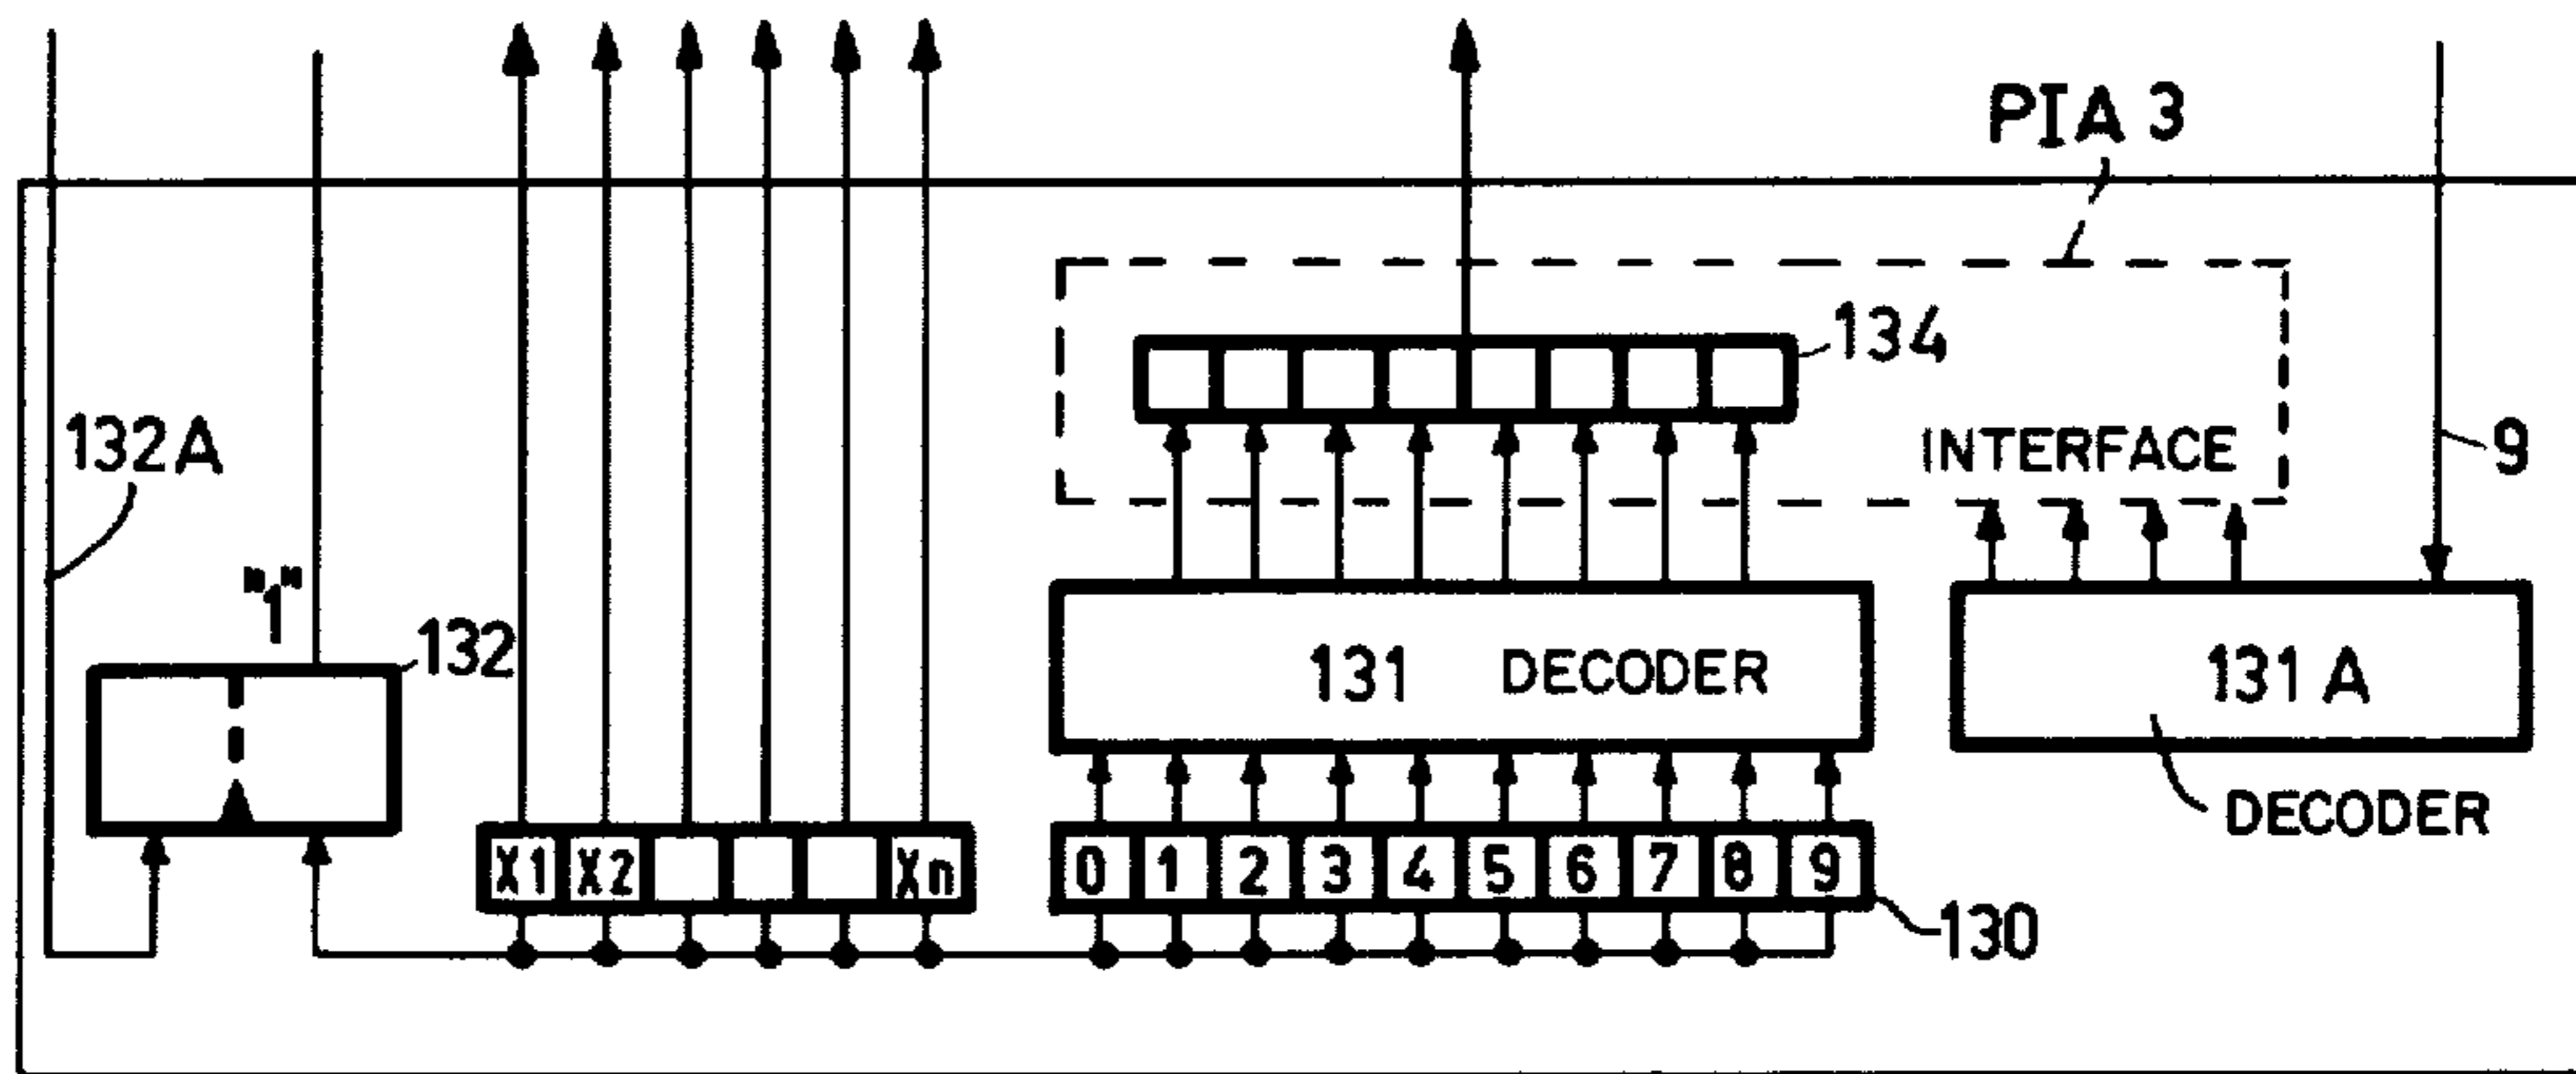 PIA 3
134
132A
INTERFACE
9
"1"
132
131 DECODER
131 A
DECODER
X1 X2 Xn
0 1 2 3 4 5 6 7 8 9
130